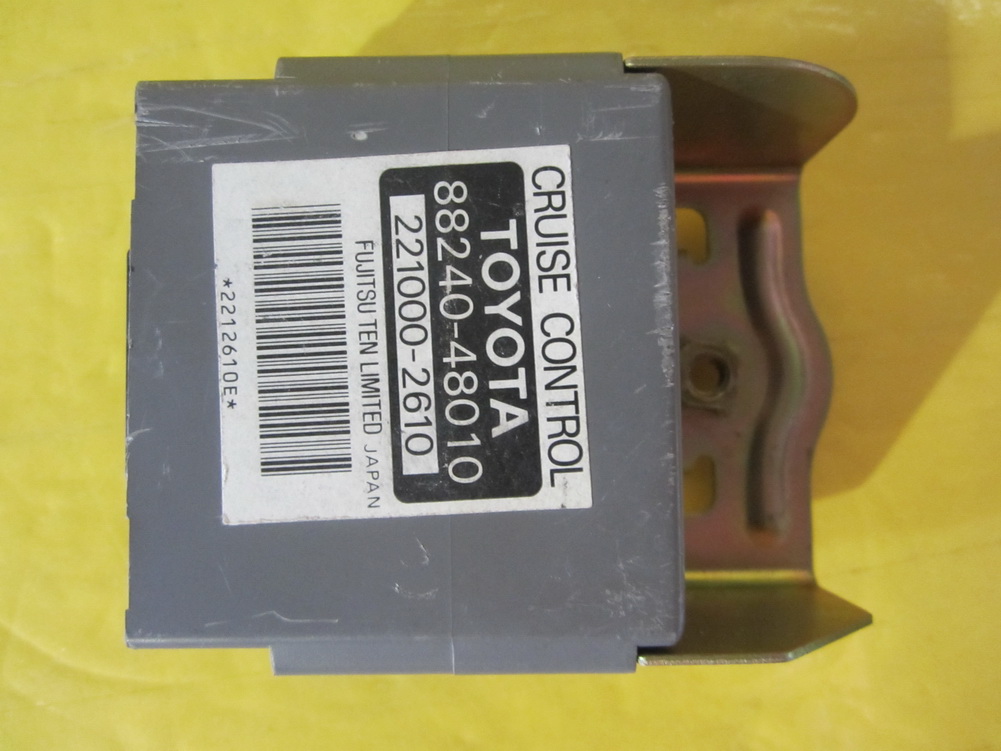 CRUISE CONTROL
TOYOTA
88240-48010
221000-2610
FUJITSU TEN LIMITED JAPAN
*2212610E*